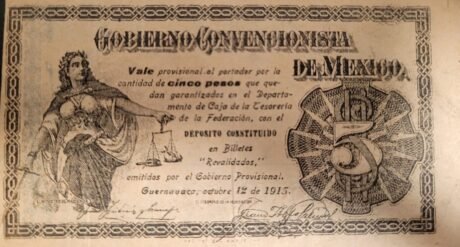 GOBIERNO CONVENCIONISTA
DE MEXICO.
Vale provisional al portador por la
cantidad de cinco pesos que que-
dan garantizados en el Departa-
mento de Caja de la Tesorería
de la Federación, con el
DEPOSITO CONSTITUIDO
en Billetes
"Revalidados,"
emitidos por el Gobierno Provisional.
Cuernavaca, octubre 12 de 1915.
5